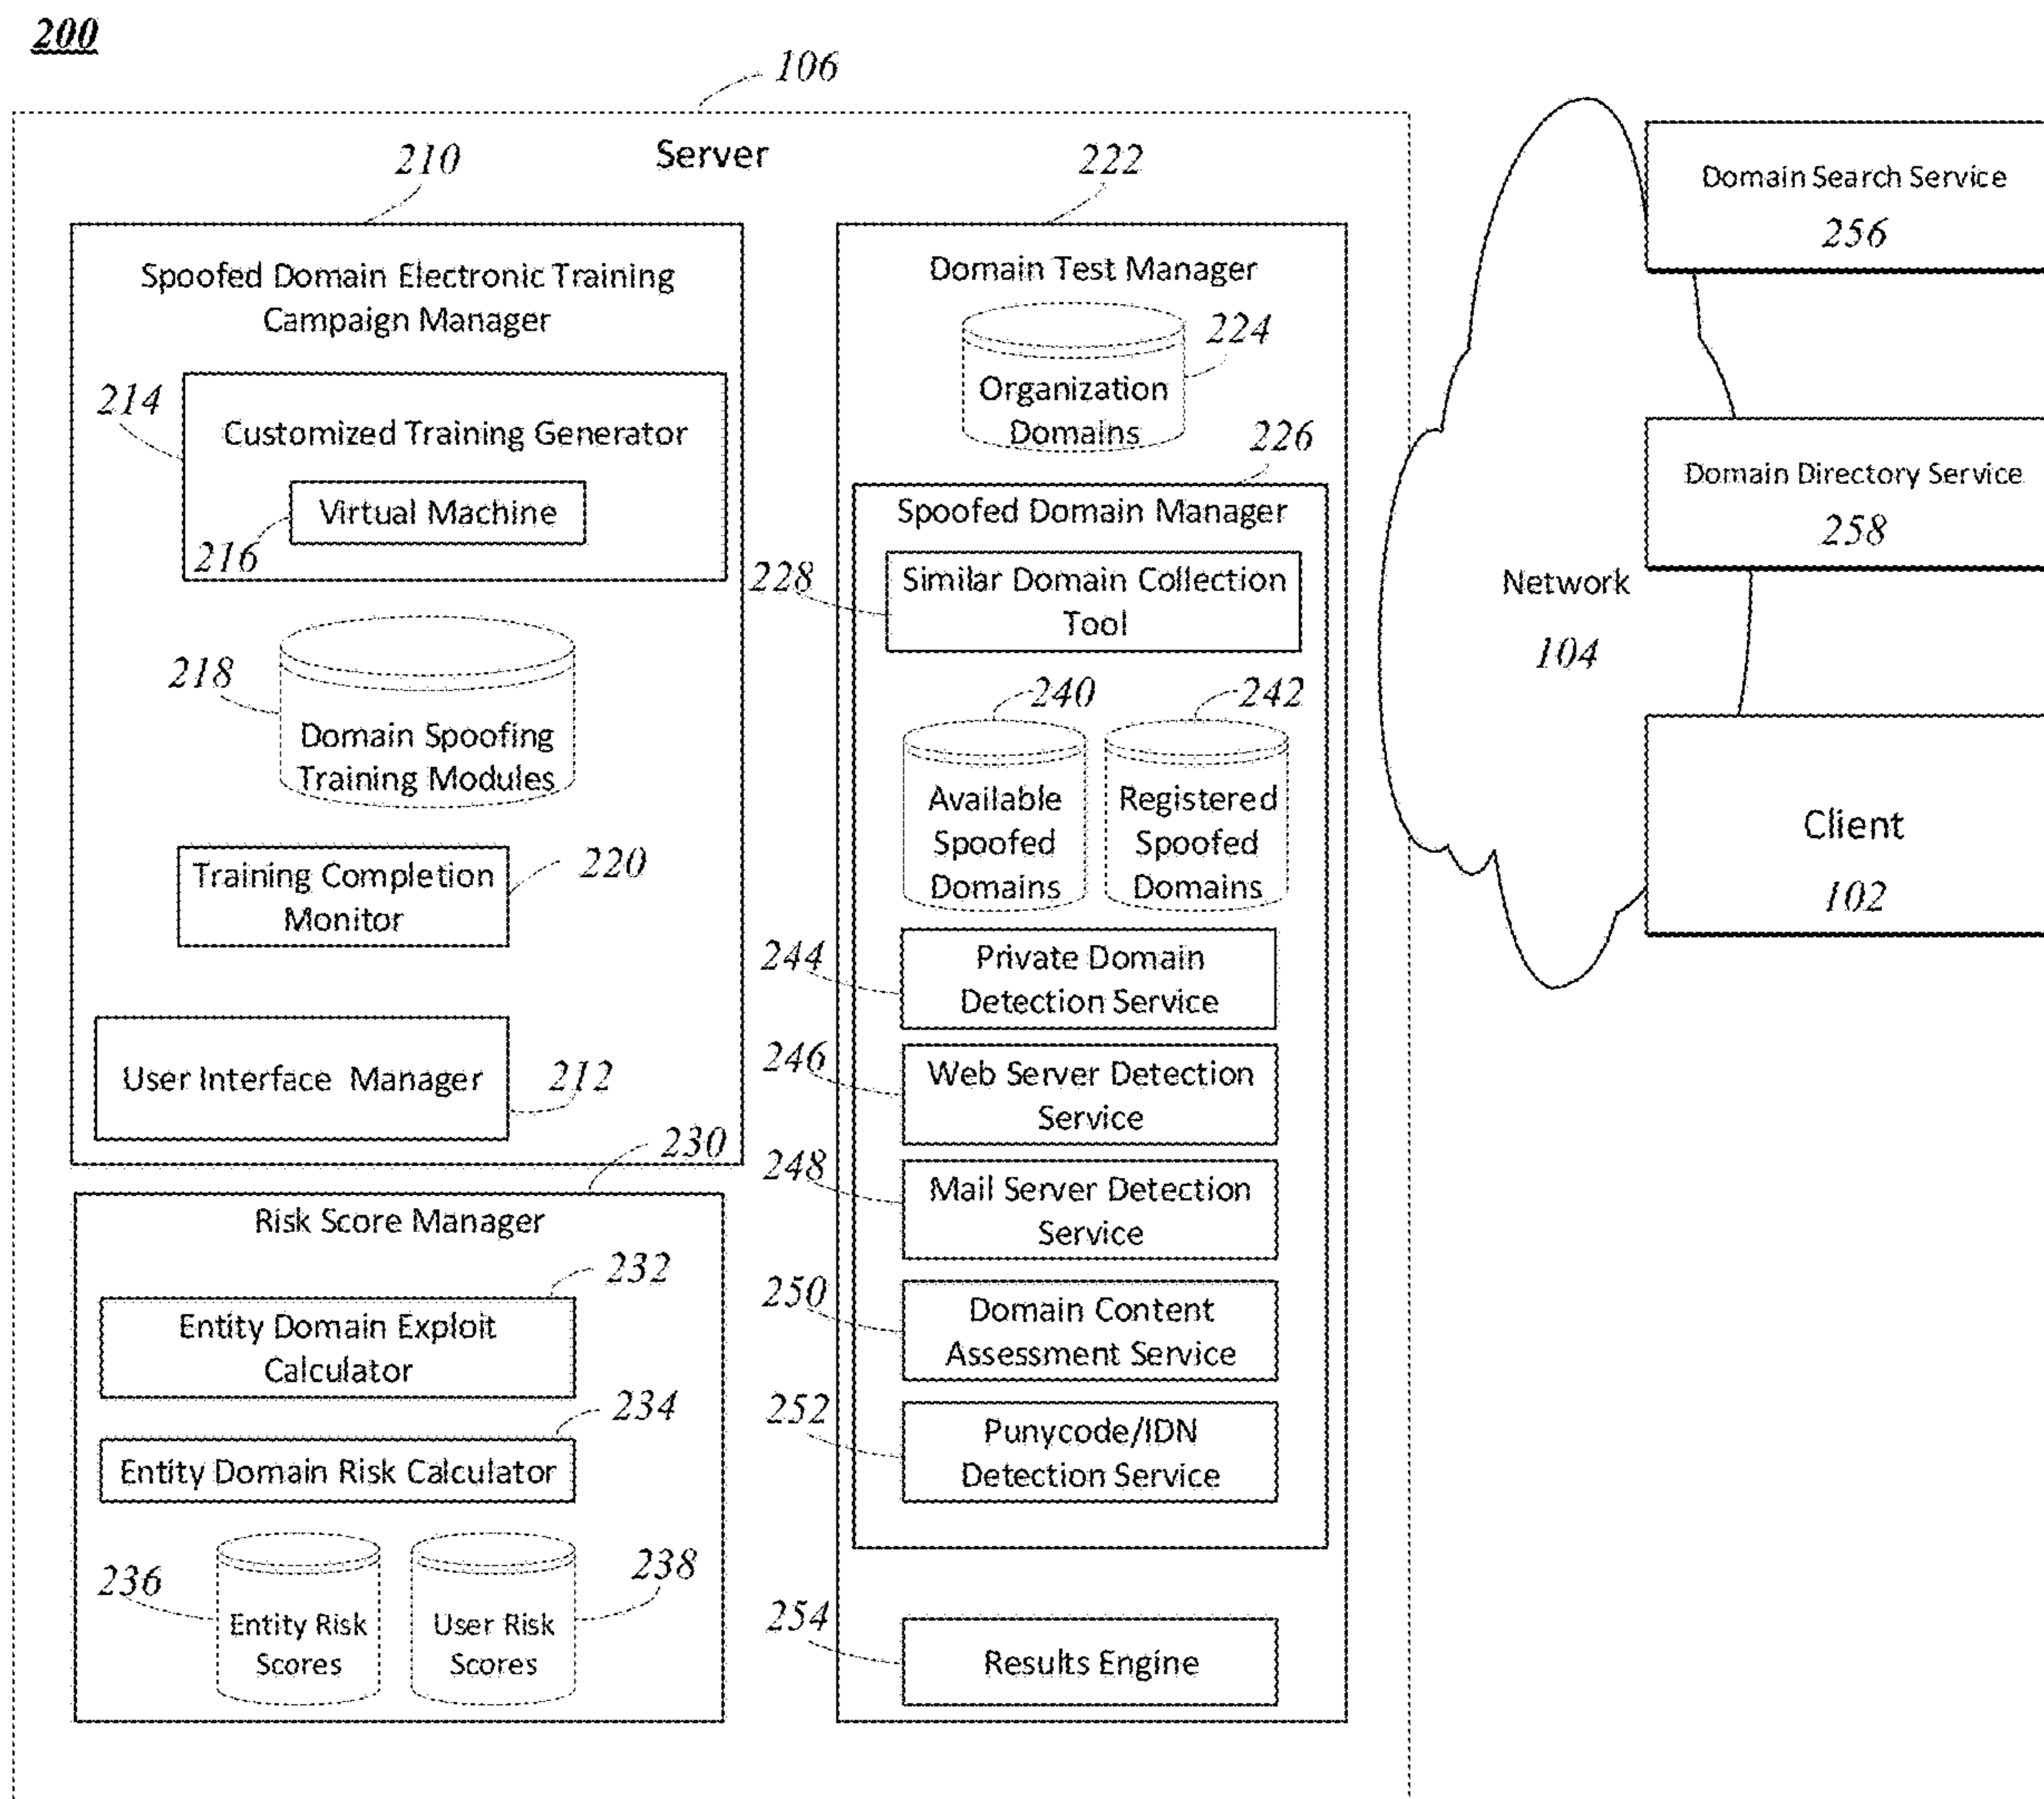 200
106
Server
210
Spoofed Domain Electronic Training
Campaign Manager
214
Customized Training Generator
Virtual Machine
216
218
Domain Spoofing
Training Modules
Training Completion
Monitor
220
User Interface Manager
212
230
Risk Score Manager
232
Entity Domain Exploit
Calculator
234
Entity Domain Risk Calculator
236
Entity Risk
Scores
User Risk
Scores
238
222
Domain Test Manager
224
Organization
Domains
226
Spoofed Domain Manager
228
Similar Domain Collection
Tool
240
Available
Spoofed
Domains
242
Registered
Spoofed
Domains
244
Private Domain
Detection Service
246
Web Server Detection
Service
248
Mail Server Detection
Service
250
Domain Content
Assessment Service
252
Punycode/IDN
Detection Service
254
Results Engine
Network
104
Domain Search Service
256
Domain Directory Service
258
Client
102